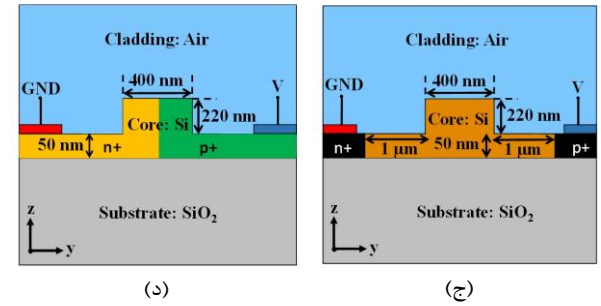 Cladding: Air
400 nm
GND
V
Core: Si
220 nm
50 nm
n+
p+
Substrate: SiO₂
z
y
(د)
Cladding: Air
400 nm
GND
V
Core: Si
220 nm
n+
1 μm
50 nm
1 μm
p+
Substrate: SiO₂
z
y
(ج)